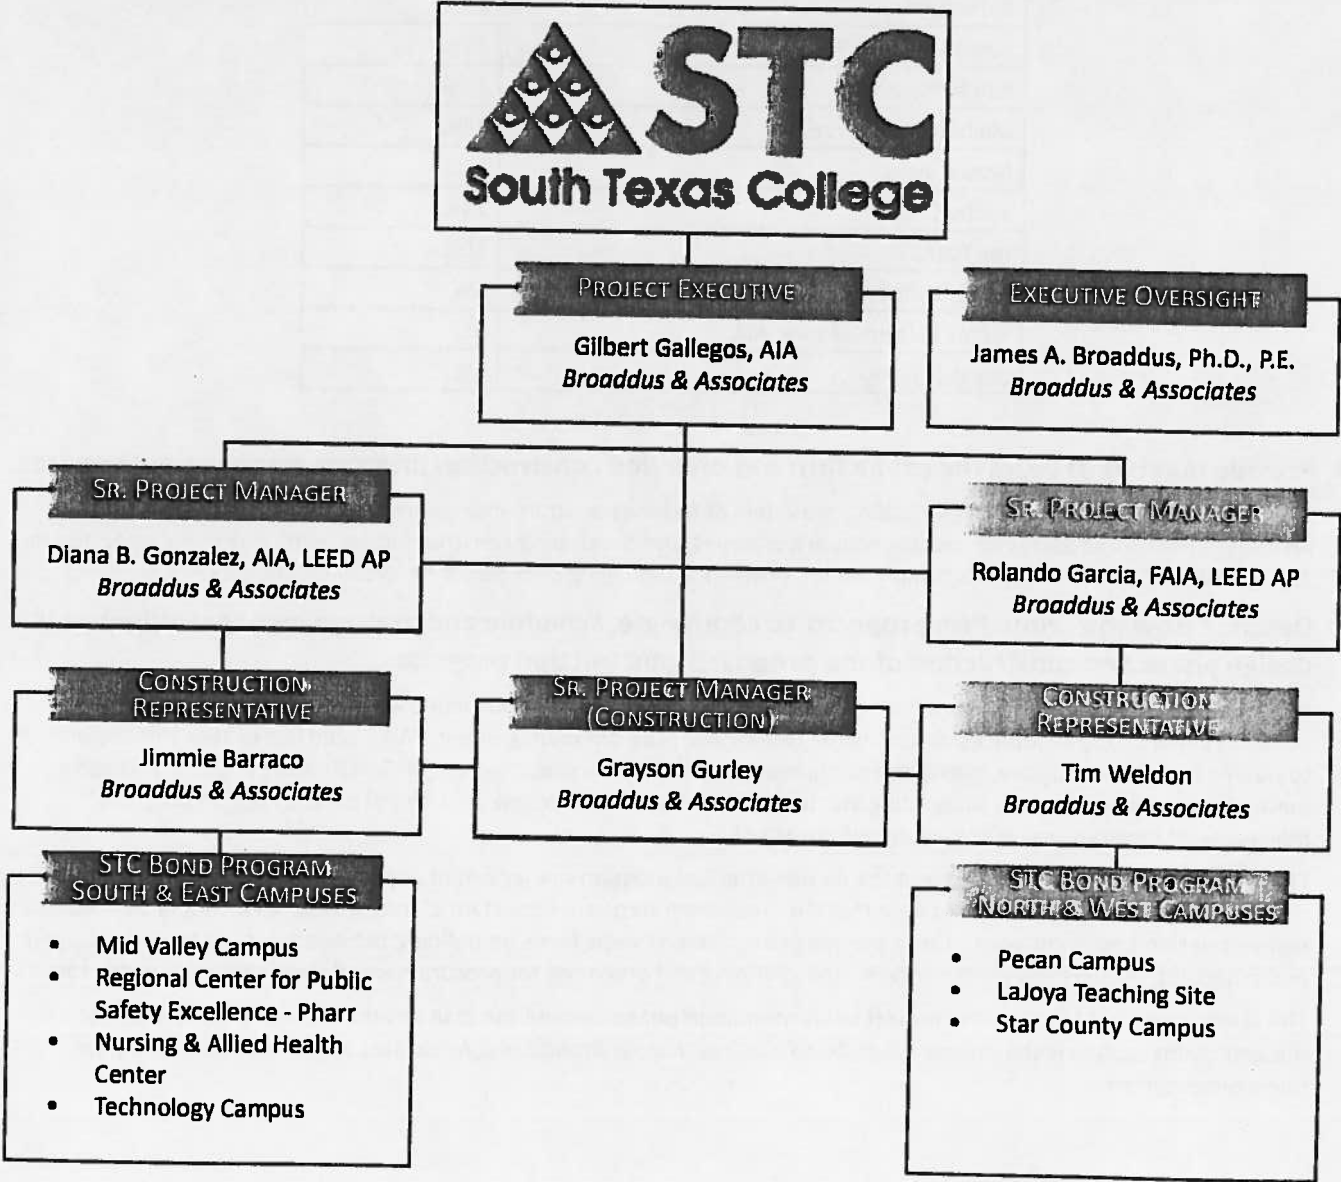 STC
South Texas College
PROJECT EXECUTIVE
Gilbert Gallegos, AIA
Broaddus & Associates
EXECUTIVE OVERSIGHT
James A. Broaddus, Ph.D., P.E.
Broaddus & Associates
SR. PROJECT MANAGER
Diana B. Gonzalez, AIA, LEED AP
Broaddus & Associates
SR. PROJECT MANAGER
Rolando Garcia, FAIA, LEED AP
Broaddus & Associates
CONSTRUCTION
REPRESENTATIVE
Jimmie Barraco
Broaddus & Associates
SR. PROJECT MANAGER
(CONSTRUCTION)
Grayson Gurley
Broaddus & Associates
CONSTRUCTION
REPRESENTATIVE
Tim Weldon
Broaddus & Associates
STC BOND PROGRAM
SOUTH & EAST CAMPUSES
• Mid Valley Campus
• Regional Center for Public
Safety Excellence - Pharr
• Nursing & Allied Health
Center
• Technology Campus
STC BOND PROGRAM
NORTH & WEST CAMPUSES
• Pecan Campus
• LaJoya Teaching Site
• Star County Campus